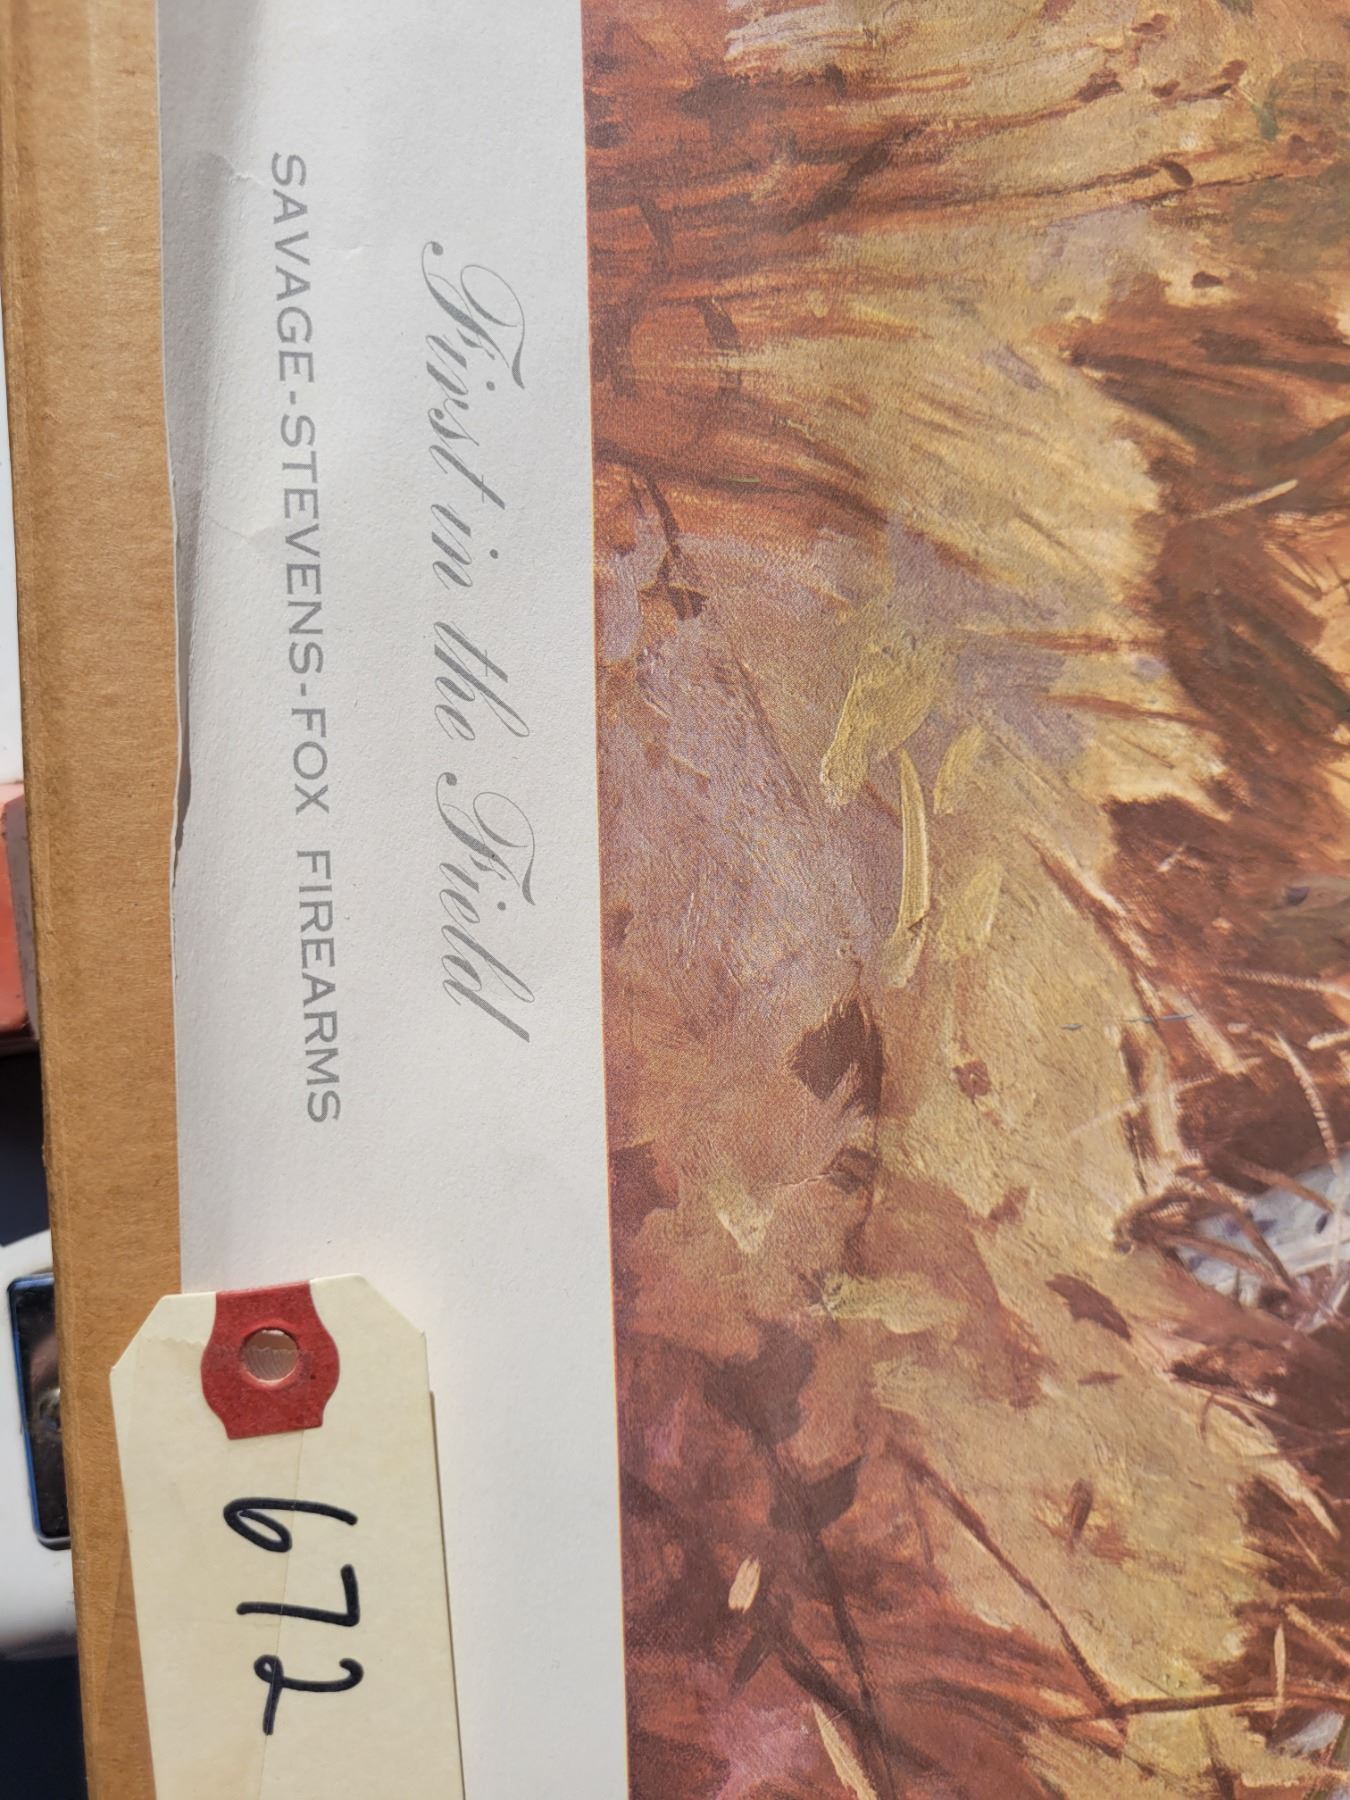 First in the Field
SAVAGE-STEVENS-FOX FIREARMS
672